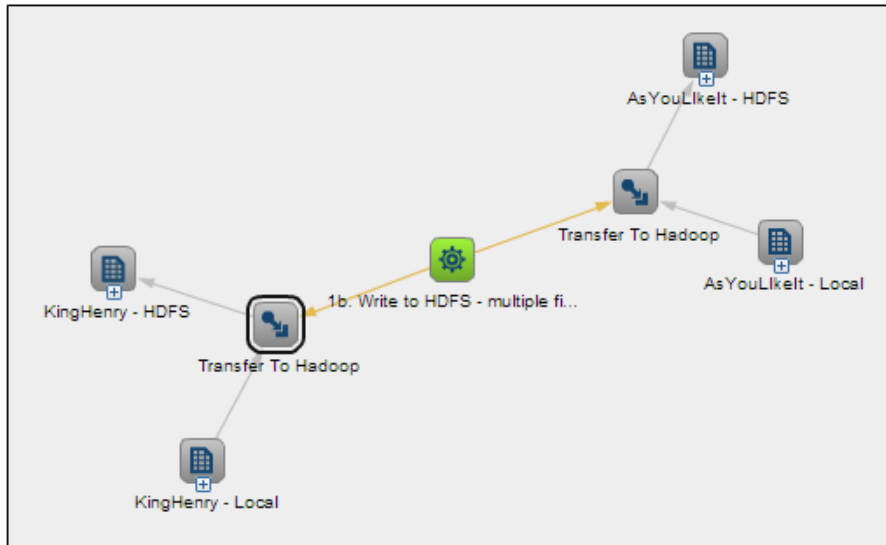 AsYouLIkeIt - HDFS
Transfer To Hadoop
AsYouLIkeIt - Local
1b. Write to HDFS - multiple fi...
KingHenry - HDFS
Transfer To Hadoop
KingHenry - Local